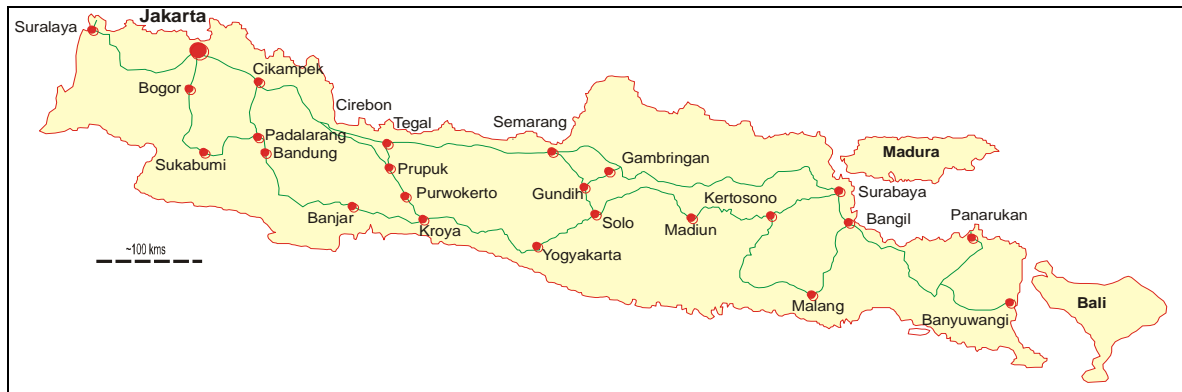 Jakarta
Suralaya
Cikampek
Bogor
Cirebon
Tegal
Semarang
Padalarang
Bandung
Sukabumi
Prupuk
Gambringan
Madura
Purwokerto
Gundih
Kertosono
Surabaya
Banjar
Solo
Madiun
Bangil
Panarukan
Kroya
~100 kms
Yogyakarta
Malang
Banyuwangi
Bali